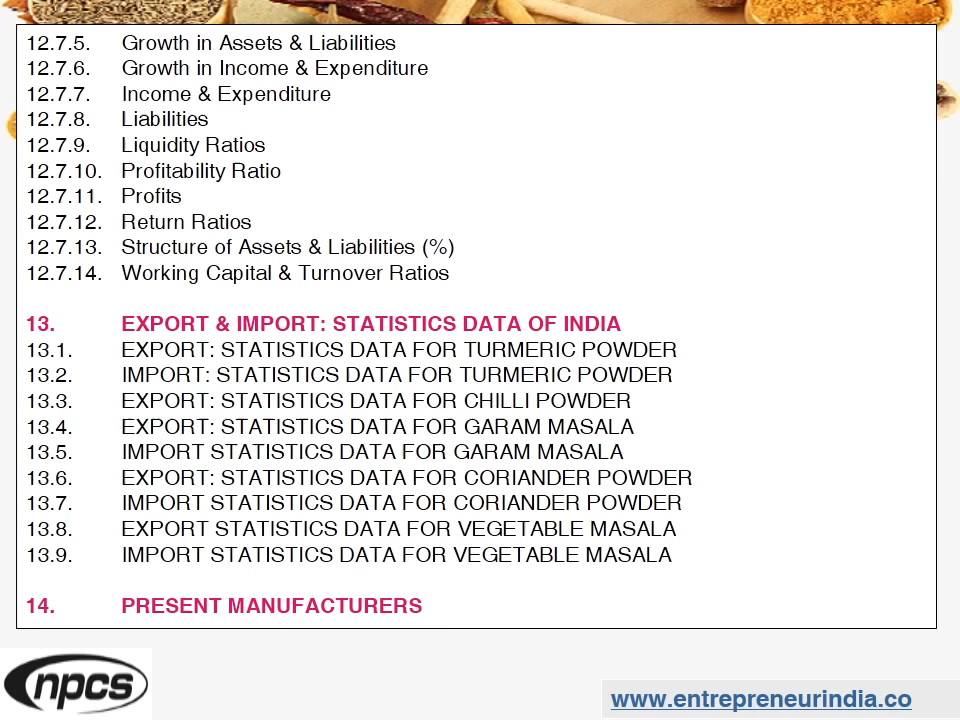 12.7.5. Growth in Assets & Liabilities
12.7.6. Growth in Income & Expenditure
12.7.7. Income & Expenditure
12.7.8. Liabilities
12.7.9. Liquidity Ratios
12.7.10. Profitability Ratio
12.7.11. Profits
12.7.12. Return Ratios
12.7.13. Structure of Assets & Liabilities (%)
12.7.14. Working Capital & Turnover Ratios
13. EXPORT & IMPORT: STATISTICS DATA OF INDIA
13.1. EXPORT: STATISTICS DATA FOR TURMERIC POWDER
13.2. IMPORT: STATISTICS DATA FOR TURMERIC POWDER
13.3. EXPORT: STATISTICS DATA FOR CHILLI POWDER
13.4. EXPORT: STATISTICS DATA FOR GARAM MASALA
13.5. IMPORT STATISTICS DATA FOR GARAM MASALA
13.6. EXPORT: STATISTICS DATA FOR CORIANDER POWDER
13.7. IMPORT STATISTICS DATA FOR CORIANDER POWDER
13.8. EXPORT STATISTICS DATA FOR VEGETABLE MASALA
13.9. IMPORT STATISTICS DATA FOR VEGETABLE MASALA
14. PRESENT MANUFACTURERS
npcs
www.entrepreneurindia.co